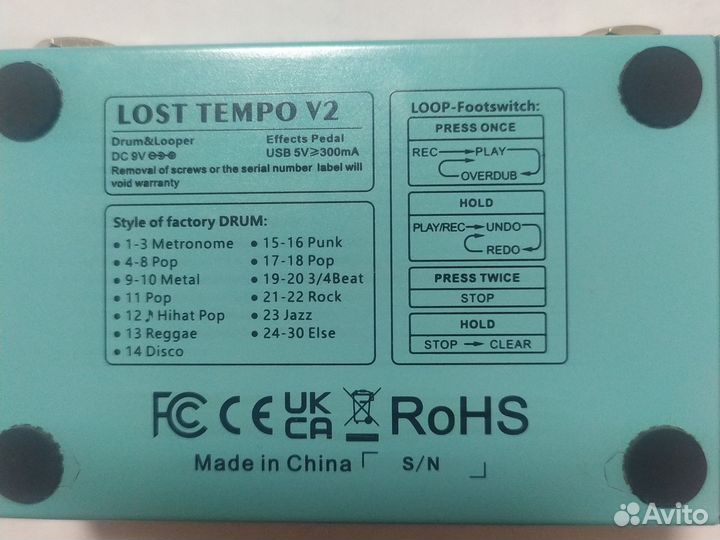 LOST TEMPO V2
Drum&Looper Effects Pedal
DC 9V USB 5V≥300mA
Removal of screws or the serial number label will
void warranty
Style of factory DRUM:
• 1-3 Metronome
• 4-8 Pop
• 9-10 Metal
• 11 Pop
• 12 ♪ Hihat Pop
• 13 Reggae
• 14 Disco
• 15-16 Punk
• 17-18 Pop
• 19-20 3/4Beat
• 21-22 Rock
• 23 Jazz
• 24-30 Else
LOOP-Footswitch:
PRESS ONCE
REC → PLAY
OVERDUB
HOLD
PLAY/REC → UNDO
REDO
PRESS TWICE
STOP
HOLD
STOP → CLEAR
FC CE UK CA RoHS
Made in China S/N
Avito